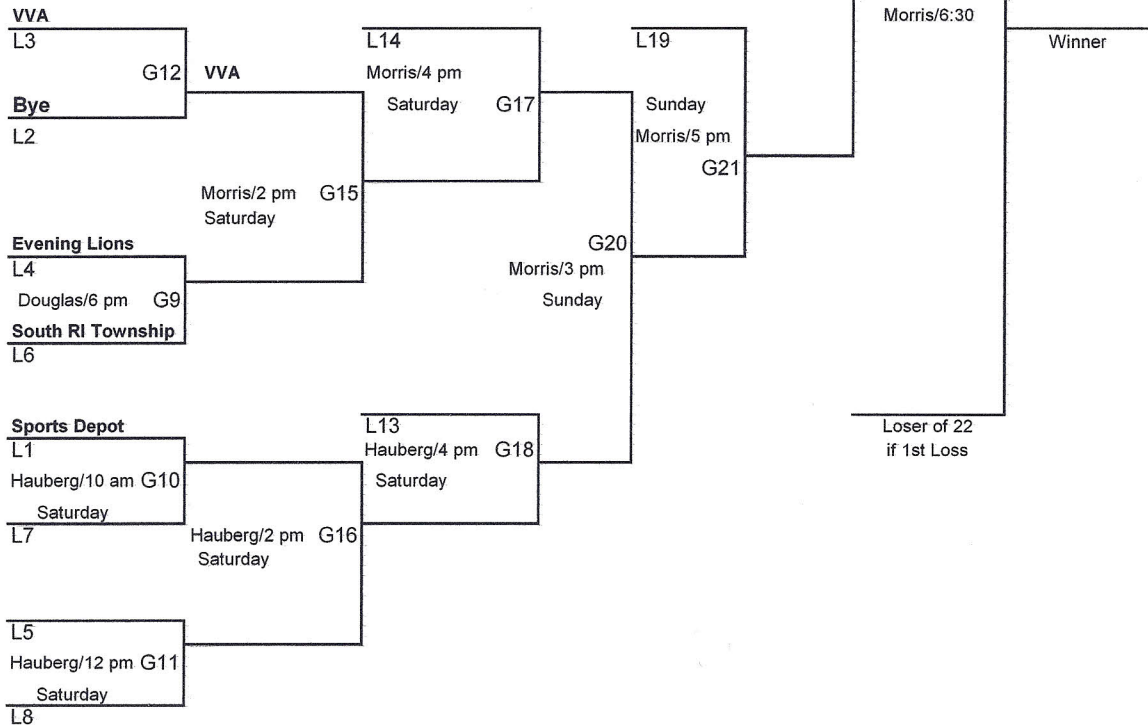 VVA
L3
G12
VVA
Bye
L2
L14
Morris/4 pm
Saturday
G17
L19
Sunday
Morris/5 pm
G21
Morris/6:30
Winner
Morris/2 pm
G15
Saturday
Evening Lions
L4
Douglas/6 pm
G9
South RI Township
L6
G20
Morris/3 pm
Sunday
Sports Depot
L1
Hauberg/10 am
G10
Saturday
L7
L13
Hauberg/4 pm
G18
Saturday
Hauberg/2 pm
G16
Saturday
L5
Hauberg/12 pm
G11
Saturday
L8
Loser of 22
if 1st Loss